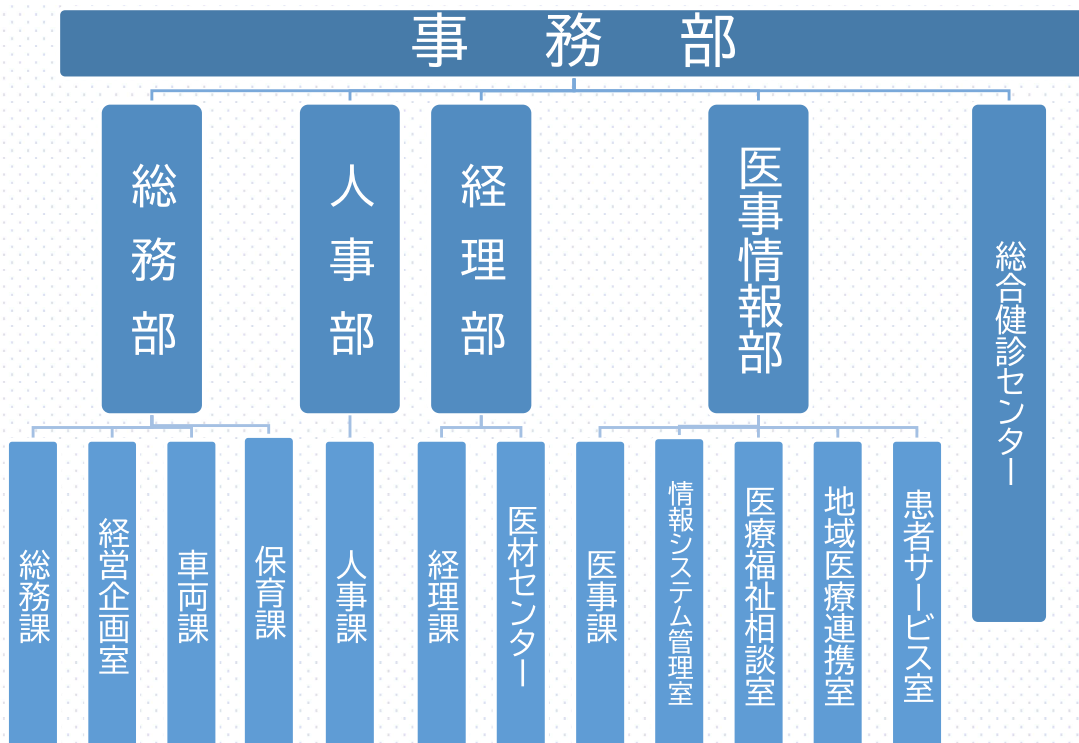 事務部
総務部
人事部
経理部
医事情報部
総合健診センター
総務課
経営企画室
車両課
保育課
人事課
経理課
医材センター
医事課
情報システム管理室
医療福祉相談室
地域医療連携室
患者サービス室